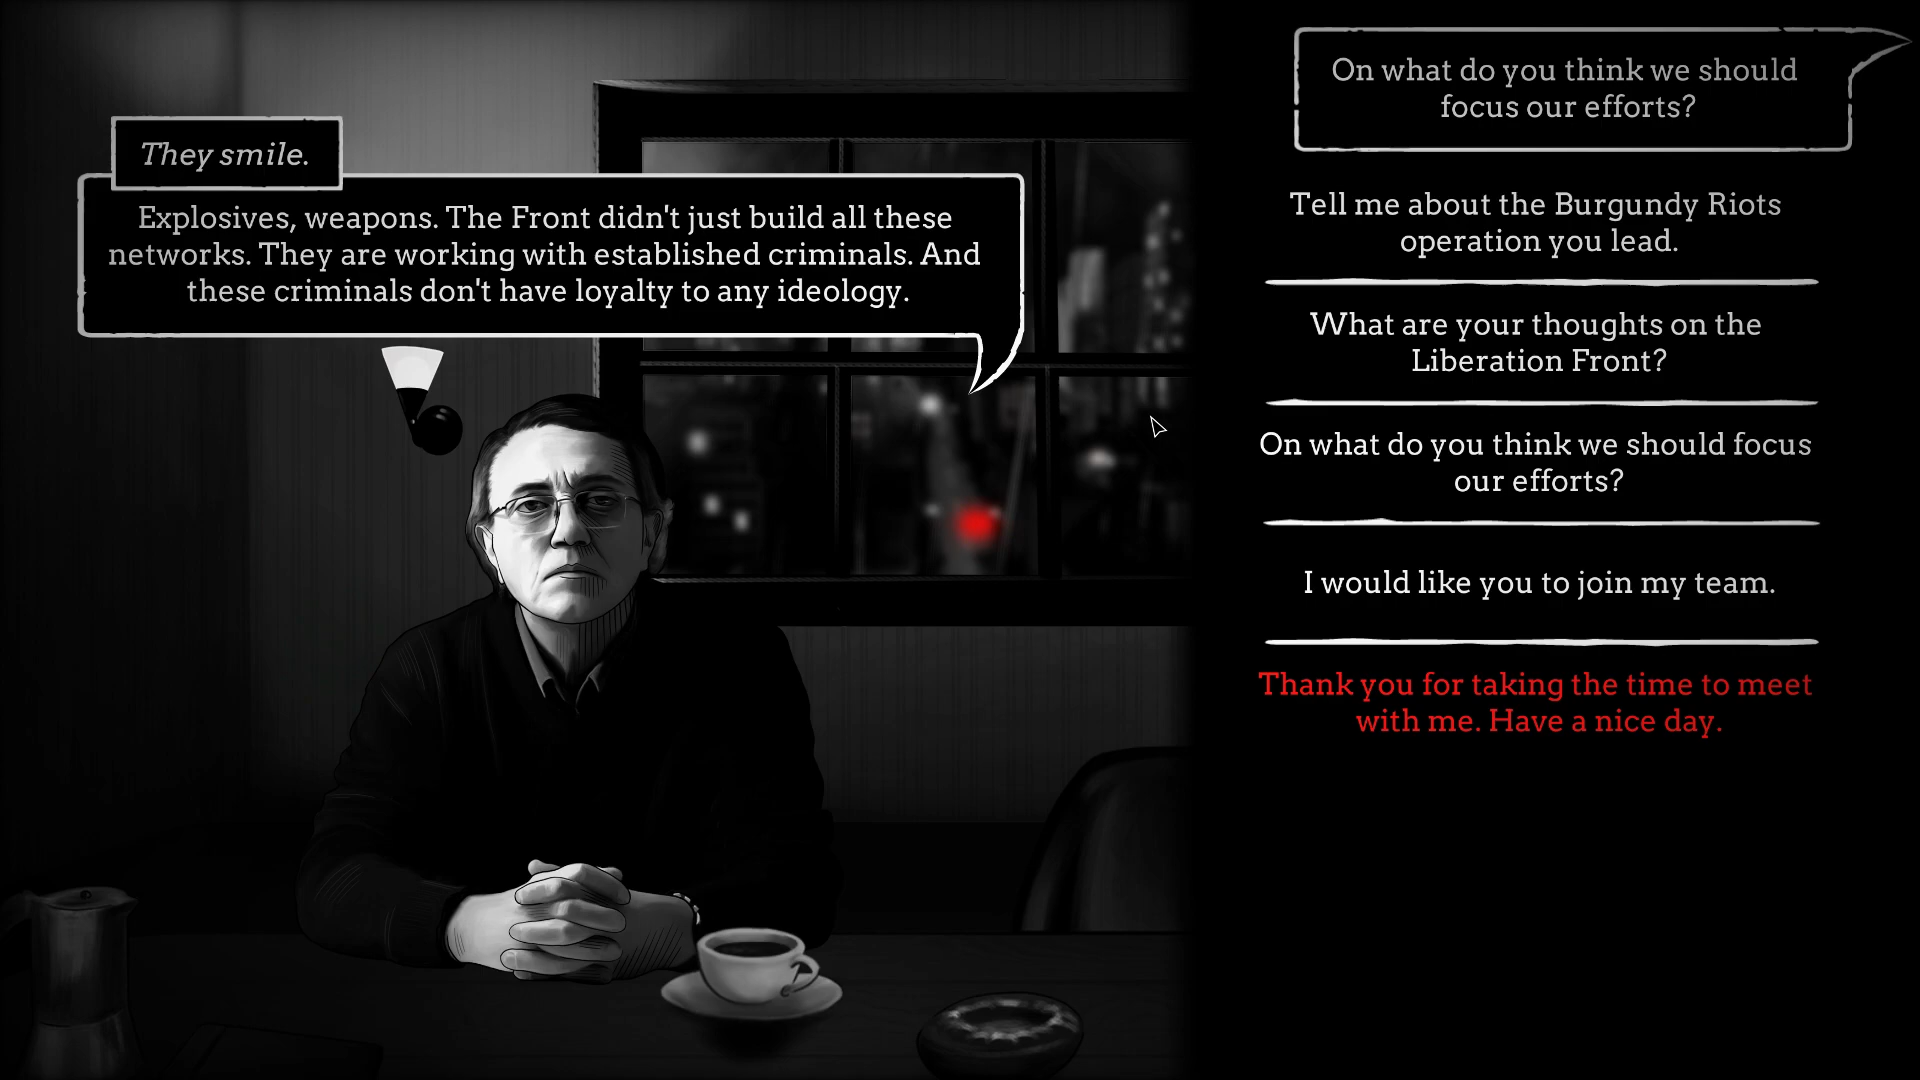 They smile.
Explosives, weapons. The Front didn't just build all these
networks. They are working with established criminals. And
these criminals don't have loyalty to any ideology.
On what do you think we should
focus our efforts?
Tell me about the Burgundy Riots
operation you lead.
What are your thoughts on the
Liberation Front?
On what do you think we should focus
our efforts?
I would like you to join my team.
Thank you for taking the time to meet
with me. Have a nice day.